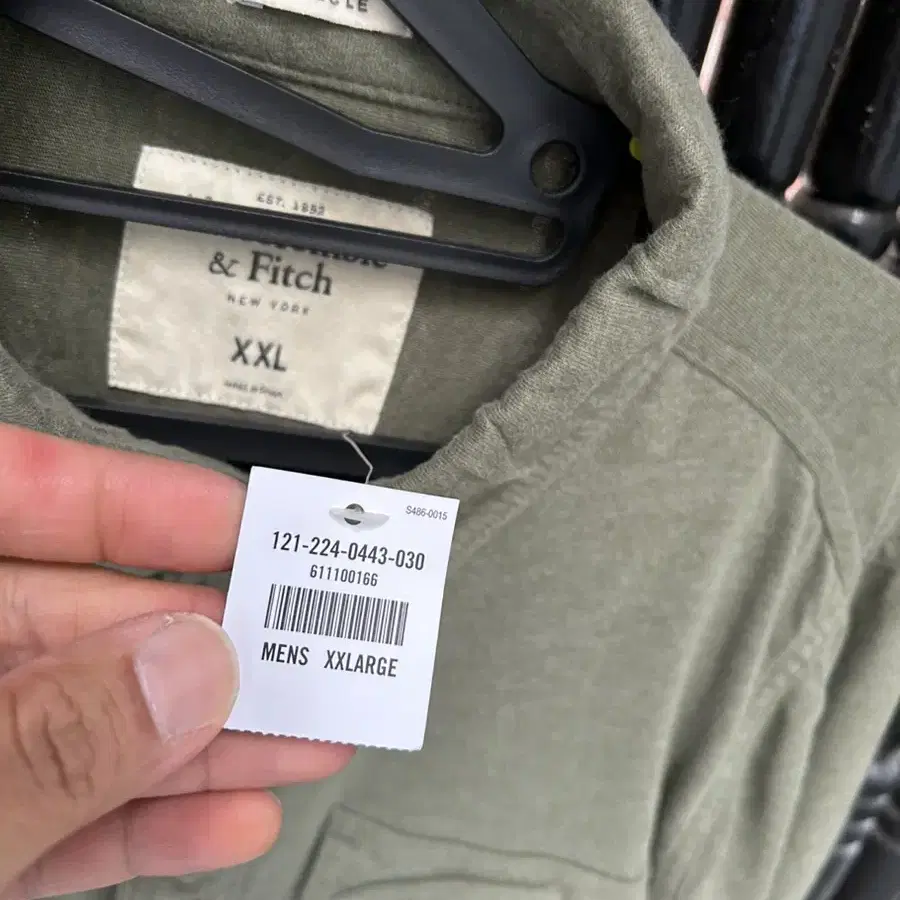 EST. 1892
& Fitch
NEW YORK
XXL
S486-0015
121-224-0443-030
611100166
MENS XXLARGE